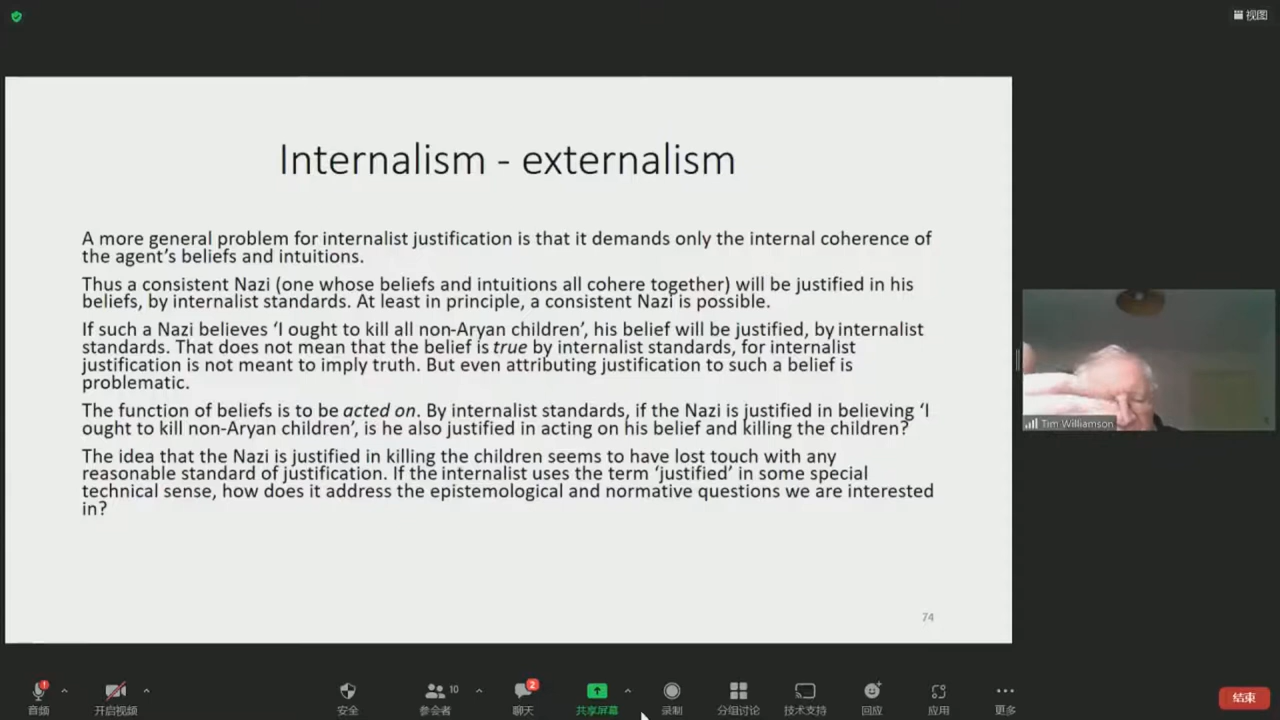 视图
Internalism - externalism
A more general problem for internalist justification is that it demands only the internal coherence of
the agent's beliefs and intuitions.
Thus a consistent Nazi (one whose beliefs and intuitions all cohere together) will be justified in his
beliefs, by internalist standards. At least in principle, a consistent Nazi is possible.
If such a Nazi believes ‘I ought to kill all non-Aryan children’, his belief will be justified, by internalist
standards. That does not mean that the belief is true by internalist standards, for internalist
justification is not meant to imply truth. But even attributing justification to such a belief is
problematic.
The function of beliefs is to be acted on. By internalist standards, if the Nazi is justified in believing ‘I
ought to kill non-Aryan children’, is he also justified in acting on his belief and killing the children?
The idea that the Nazi is justified in killing the children seems to have lost touch with any
reasonable standard of justification. If the internalist uses the term ‘justified’ in some special
technical sense, how does it address the epistemological and normative questions we are interested
in?
74
Tim Williamson
10
2
音频
开启视频
安全
参会者
聊天
共享屏幕
录制
分组讨论
技术支持
回应
应用
更多
结束